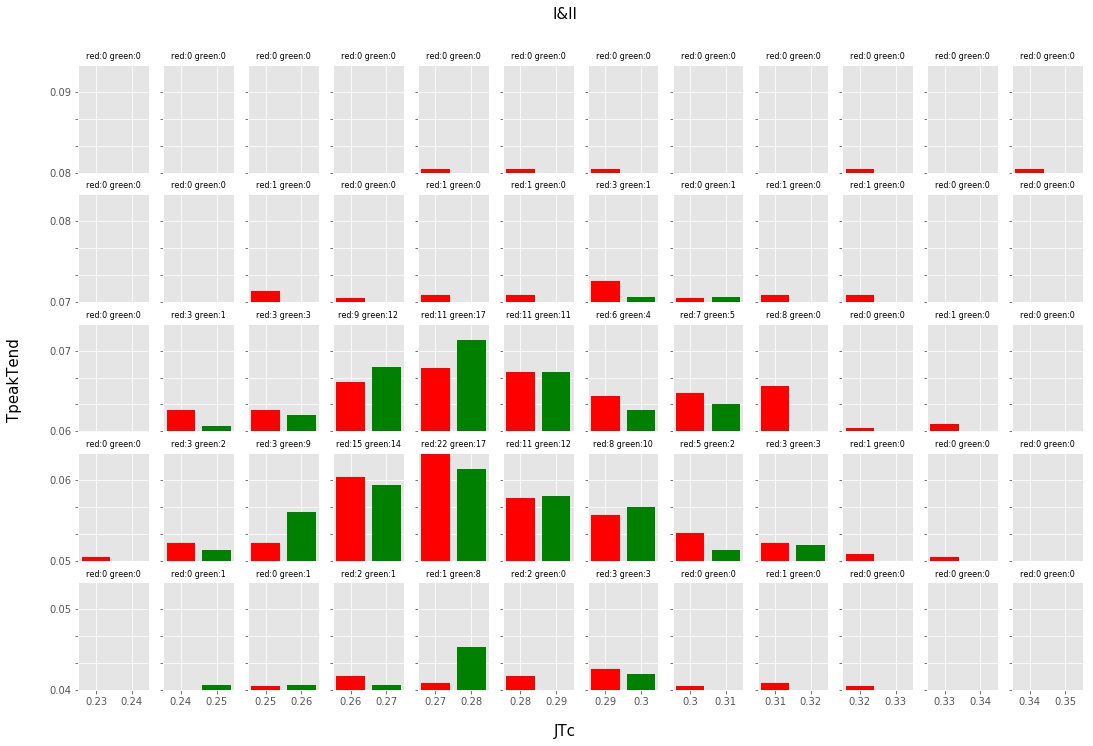 I&II
red:0 green:0 red:0 green:0 red:0 green:0 red:0 green:0 red:0 green:0 red:0 green:0 red:0 green:0 red:0 green:0 red:0 green:0 red:0 green:0 red:0 green:0 red:0 green:0
0.09
0.08
red:0 green:0 red:0 green:0 red:1 green:0 red:0 green:0 red:1 green:0 red:1 green:0 red:3 green:1 red:0 green:1 red:1 green:0 red:1 green:0 red:0 green:0 red:0 green:0
0.08
0.07
red:0 green:0 red:3 green:1 red:3 green:3 red:9 green:12 red:11 green:17 red:11 green:11 red:6 green:4 red:7 green:5 red:8 green:0 red:0 green:0 red:1 green:0 red:0 green:0
0.07
0.06
TpeakTend
red:0 green:0 red:3 green:2 red:3 green:9 red:15 green:14 red:22 green:17 red:11 green:12 red:8 green:10 red:5 green:2 red:3 green:3 red:1 green:0 red:0 green:0 red:0 green:0
0.06
0.05
red:0 green:0 red:0 green:1 red:0 green:1 red:2 green:1 red:1 green:8 red:2 green:0 red:3 green:3 red:0 green:0 red:1 green:0 red:0 green:0 red:0 green:0 red:0 green:0
0.05
0.04
0.23 0.24 0.24 0.25 0.25 0.26 0.26 0.27 0.27 0.28 0.28 0.29 0.29 0.3 0.3 0.31 0.31 0.32 0.32 0.33 0.33 0.34 0.34 0.35
JTc